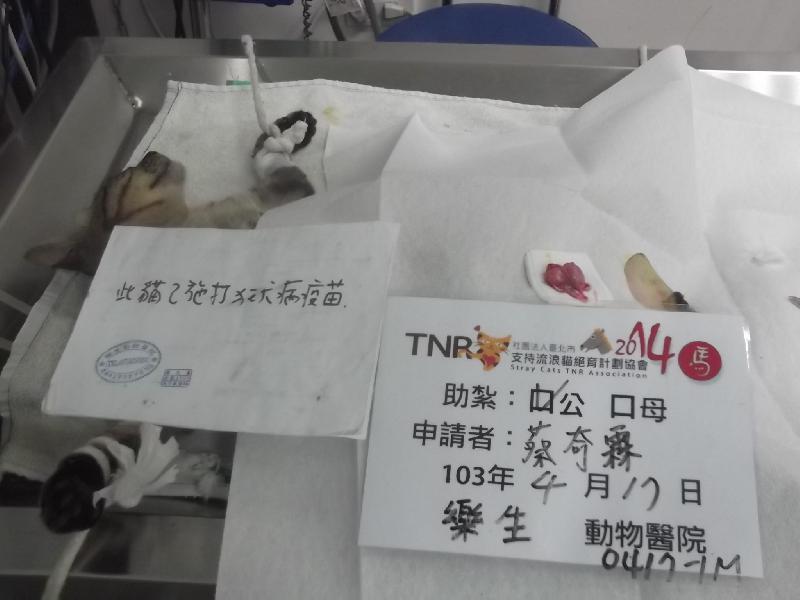 此貓已施打狂犬病疫苗.
TNR
社團法人臺北市
支持流浪貓絕育計劃協會
Stray Cats TNR Association
2014
馬
助紮：口公 口母
申請者：蔡奇霖
103年 4 月 17 日
樂生 動物醫院
0417-1M